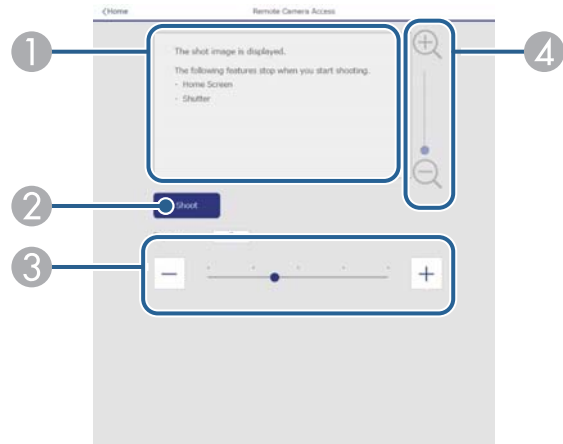 <Home
Remote Camera Access
1
The shot image is displayed.
The following features stop when you start shooting.
- Home Screen
- Shutter
4
2
Shoot
3